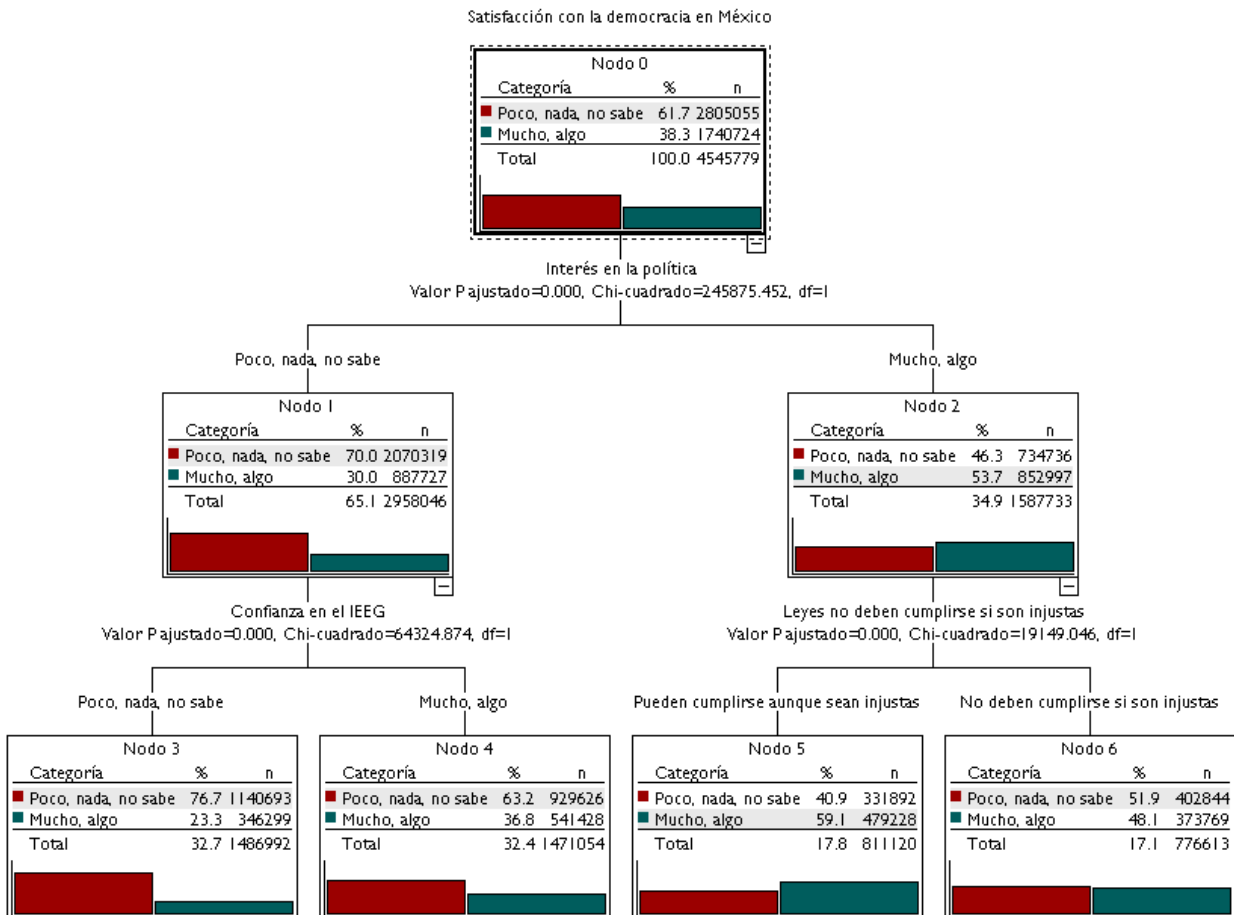 Satisfacción con la democracia en México
Nodo 0
Categoría % n
Poco, nada, no sabe 61.7 2805055
Mucho, algo 38.3 1740724
Total 100.0 4545779
Interés en la política
Valor Pajustado=0.000, Chi-cuadrado=245875.452, df=1
Poco, nada, no sabe
Mucho, algo
Nodo 1
Categoría % n
Poco, nada, no sabe 70.0 2070319
Mucho, algo 30.0 887727
Total 65.1 2958046
Nodo 2
Categoría % n
Poco, nada, no sabe 46.3 734736
Mucho, algo 53.7 852997
Total 34.9 1587733
Confianza en el IEEG
Valor Pajustado=0.000, Chi-cuadrado=64324.874, df=1
Leyes no deben cumplirse si son injustas
Valor Pajustado=0.000, Chi-cuadrado=19149.046, df=1
Poco, nada, no sabe
Mucho, algo
Pueden cumplirse aunque sean injustas
No deben cumplirse si son injustas
Nodo 3
Categoría % n
Poco, nada, no sabe 76.7 1140693
Mucho, algo 23.3 346299
Total 32.7 1486992
Nodo 4
Categoría % n
Poco, nada, no sabe 63.2 929626
Mucho, algo 36.8 541428
Total 32.4 1471054
Nodo 5
Categoría % n
Poco, nada, no sabe 40.9 331892
Mucho, algo 59.1 479228
Total 17.8 811120
Nodo 6
Categoría % n
Poco, nada, no sabe 51.9 402844
Mucho, algo 48.1 373769
Total 17.1 776613